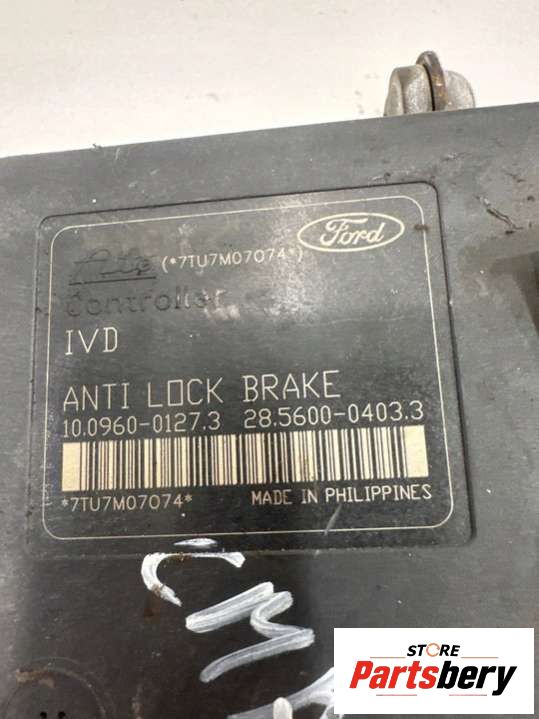 Ford
Ate (*7TU7M07074*)
Controller
IVD
ANTI LOCK BRAKE
10.0960-0127.3 28.5600-0403.3
*7TU7M07074* MADE IN PHILIPPINES
CM
STORE
Partsbery